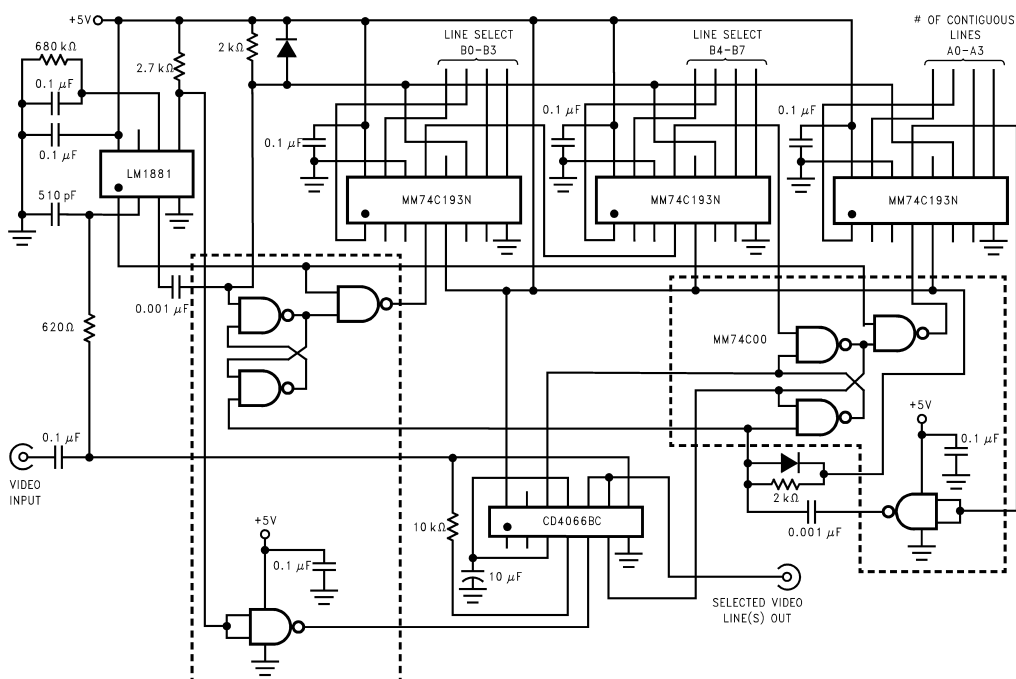 +5V
680 kΩ
0.1 μF
0.1 μF
2.7 kΩ
2 kΩ
LINE SELECT
B0-B3
LINE SELECT
B4-B7
# OF CONTIGUOUS
LINES
A0-A3
0.1 μF
0.1 μF
0.1 μF
LM1881
510 pF
MM74C193N
MM74C193N
MM74C193N
0.001 μF
620Ω
MM74C00
+5V
0.1 μF
0.1 μF
VIDEO
INPUT
2 kΩ
0.001 μF
10 kΩ
CD4066BC
+5V
0.1 μF
10 μF
SELECTED VIDEO
LINE(S) OUT